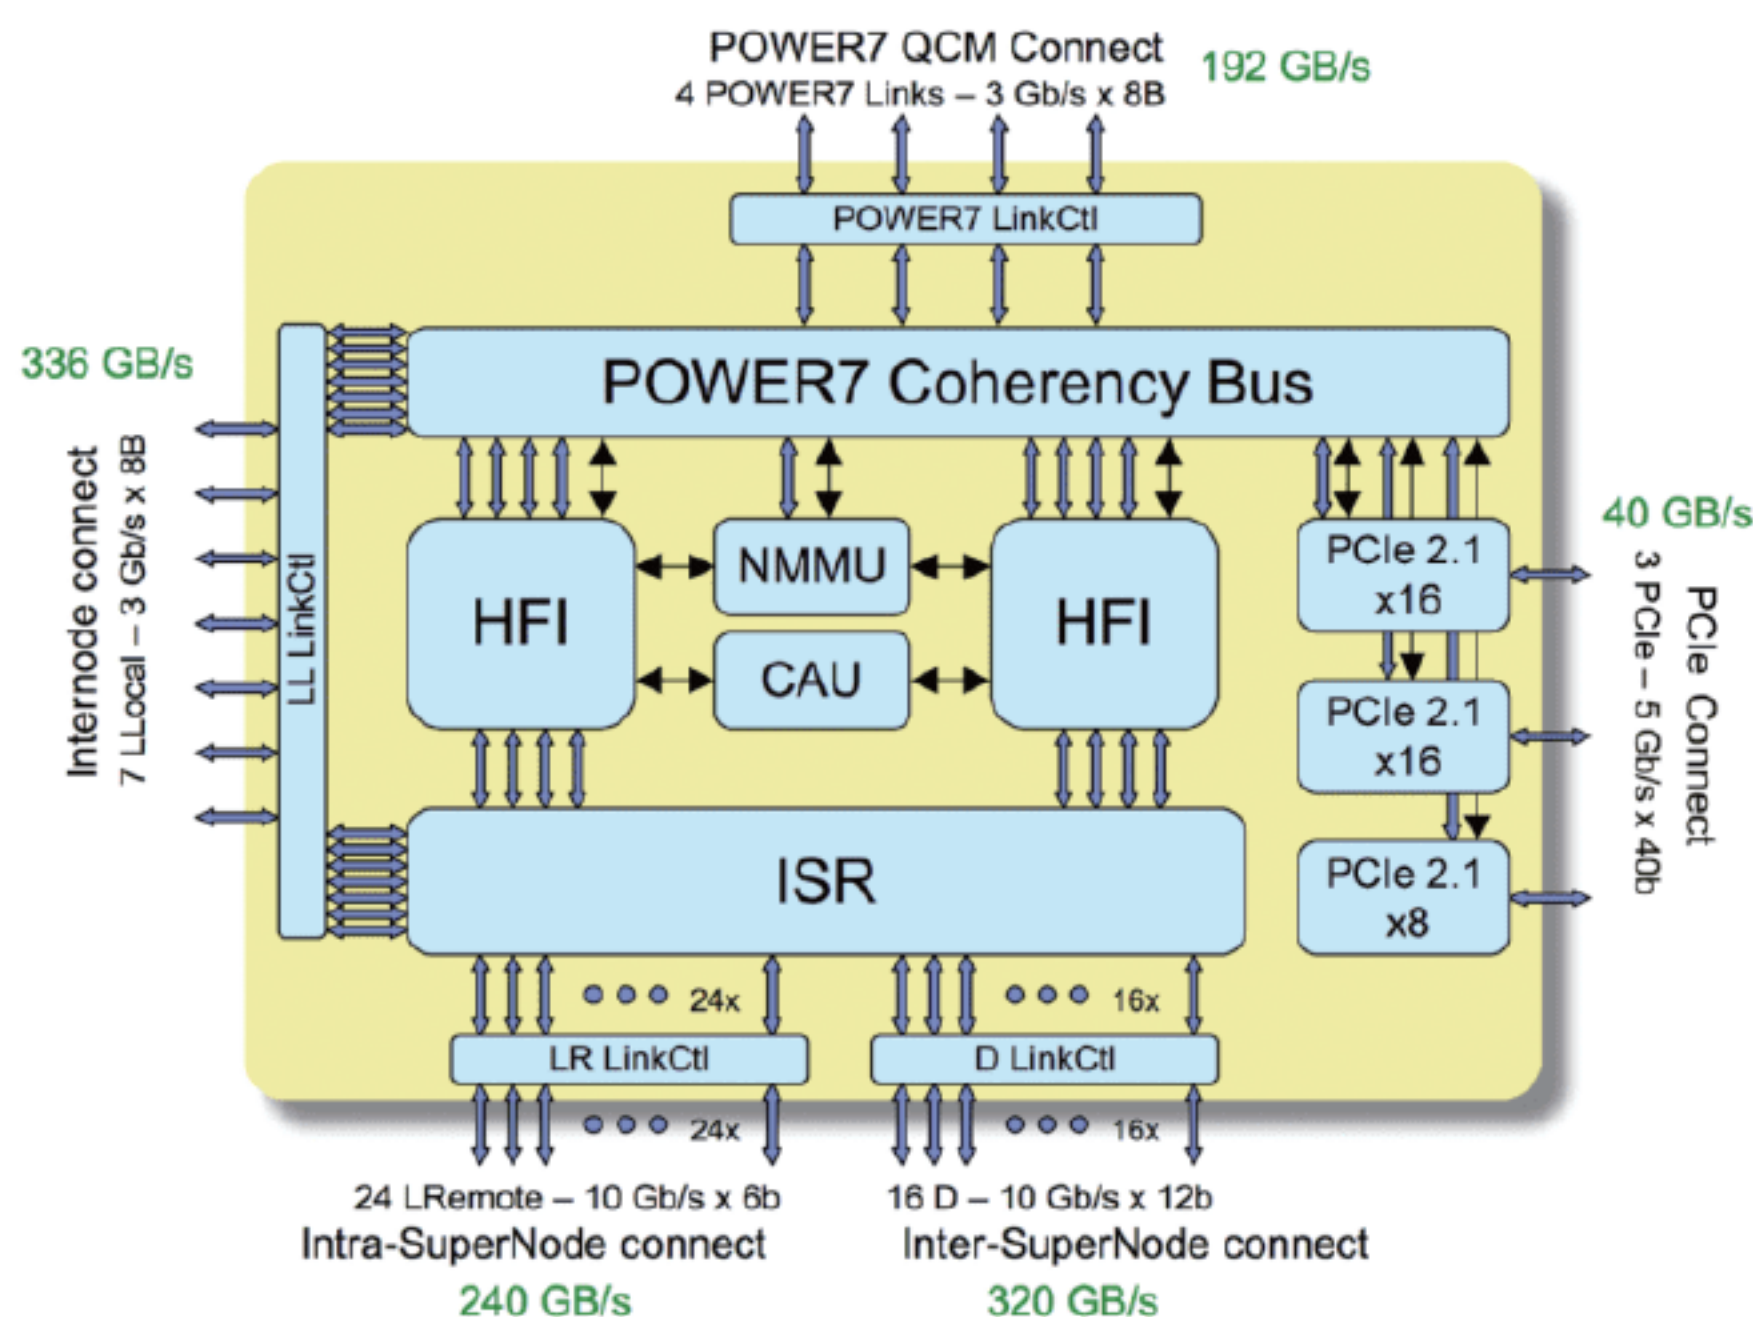 POWER7 QCM Connect
192 GB/s
4 POWER7 Links – 3 Gb/s x 8B
POWER7 LinkCtl
336 GB/s
POWER7 Coherency Bus
Internode connect
7 LLocal – 3 Gb/s x 8B
LL LinkCtl
HFI
NMMU
CAU
HFI
PCIe 2.1
x16
PCIe 2.1
x16
PCIe 2.1
x8
40 GB/s
PCIe Connect
3 PCIe – 5 Gb/s x 40b
ISR
24x
16x
LR LinkCtl
D LinkCtl
24x
16x
24 LRemote – 10 Gb/s x 6b
16 D – 10 Gb/s x 12b
Intra-SuperNode connect
Inter-SuperNode connect
240 GB/s
320 GB/s